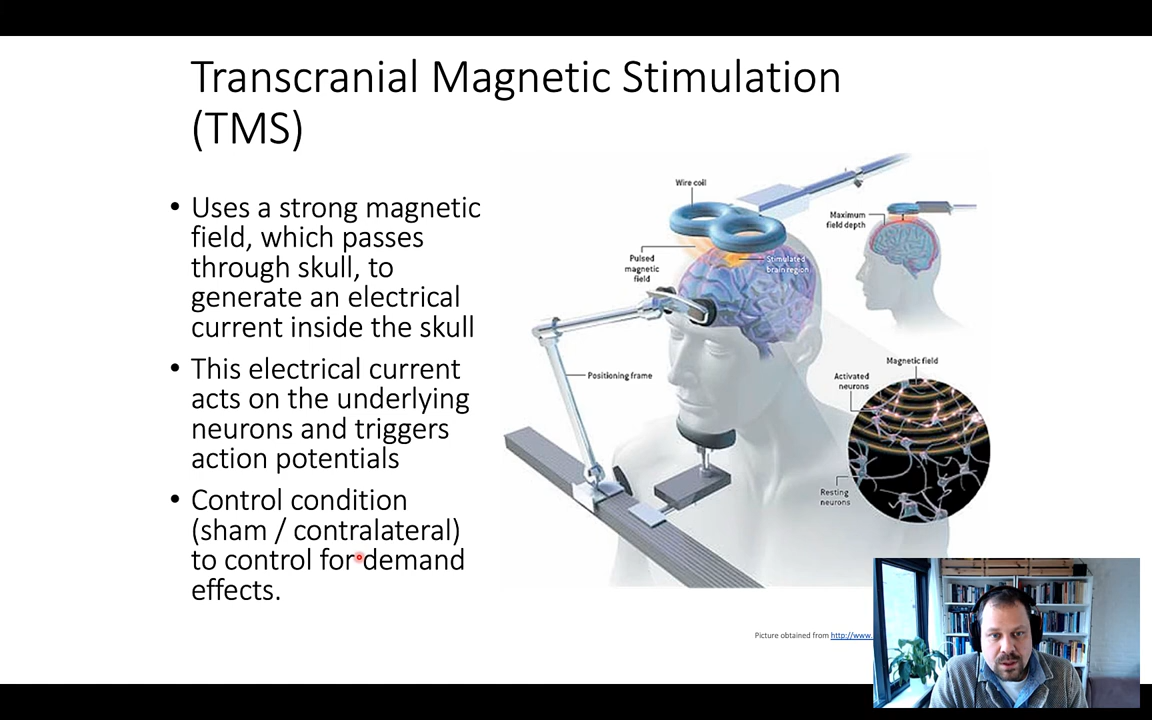 Transcranial Magnetic Stimulation
(TMS)
• Uses a strong magnetic
field, which passes
through skull, to
generate an electrical
current inside the skull
• This electrical current
acts on the underlying
neurons and triggers
action potentials
• Control condition
(sham / contralateral)
to control for demand
effects.
Wire coil
Maximum
field depth
Pulsed
magnetic
field
Stimulated
brain region
Positioning frame
Magnetic field
Activated
neurons
Resting
neurons
Picture obtained from http://www.